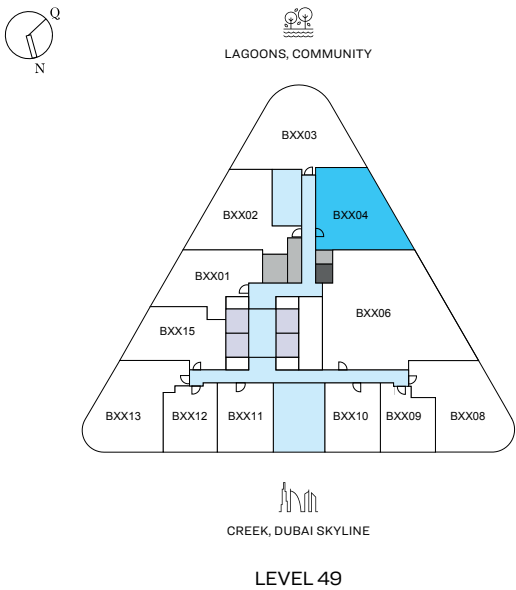 Q
N
LAGOONS, COMMUNITY
BXX03
BXX02
BXX04
BXX01
BXX06
BXX15
BXX13
BXX12
BXX11
BXX10
BXX09
BXX08
CREEK, DUBAI SKYLINE
LEVEL 49